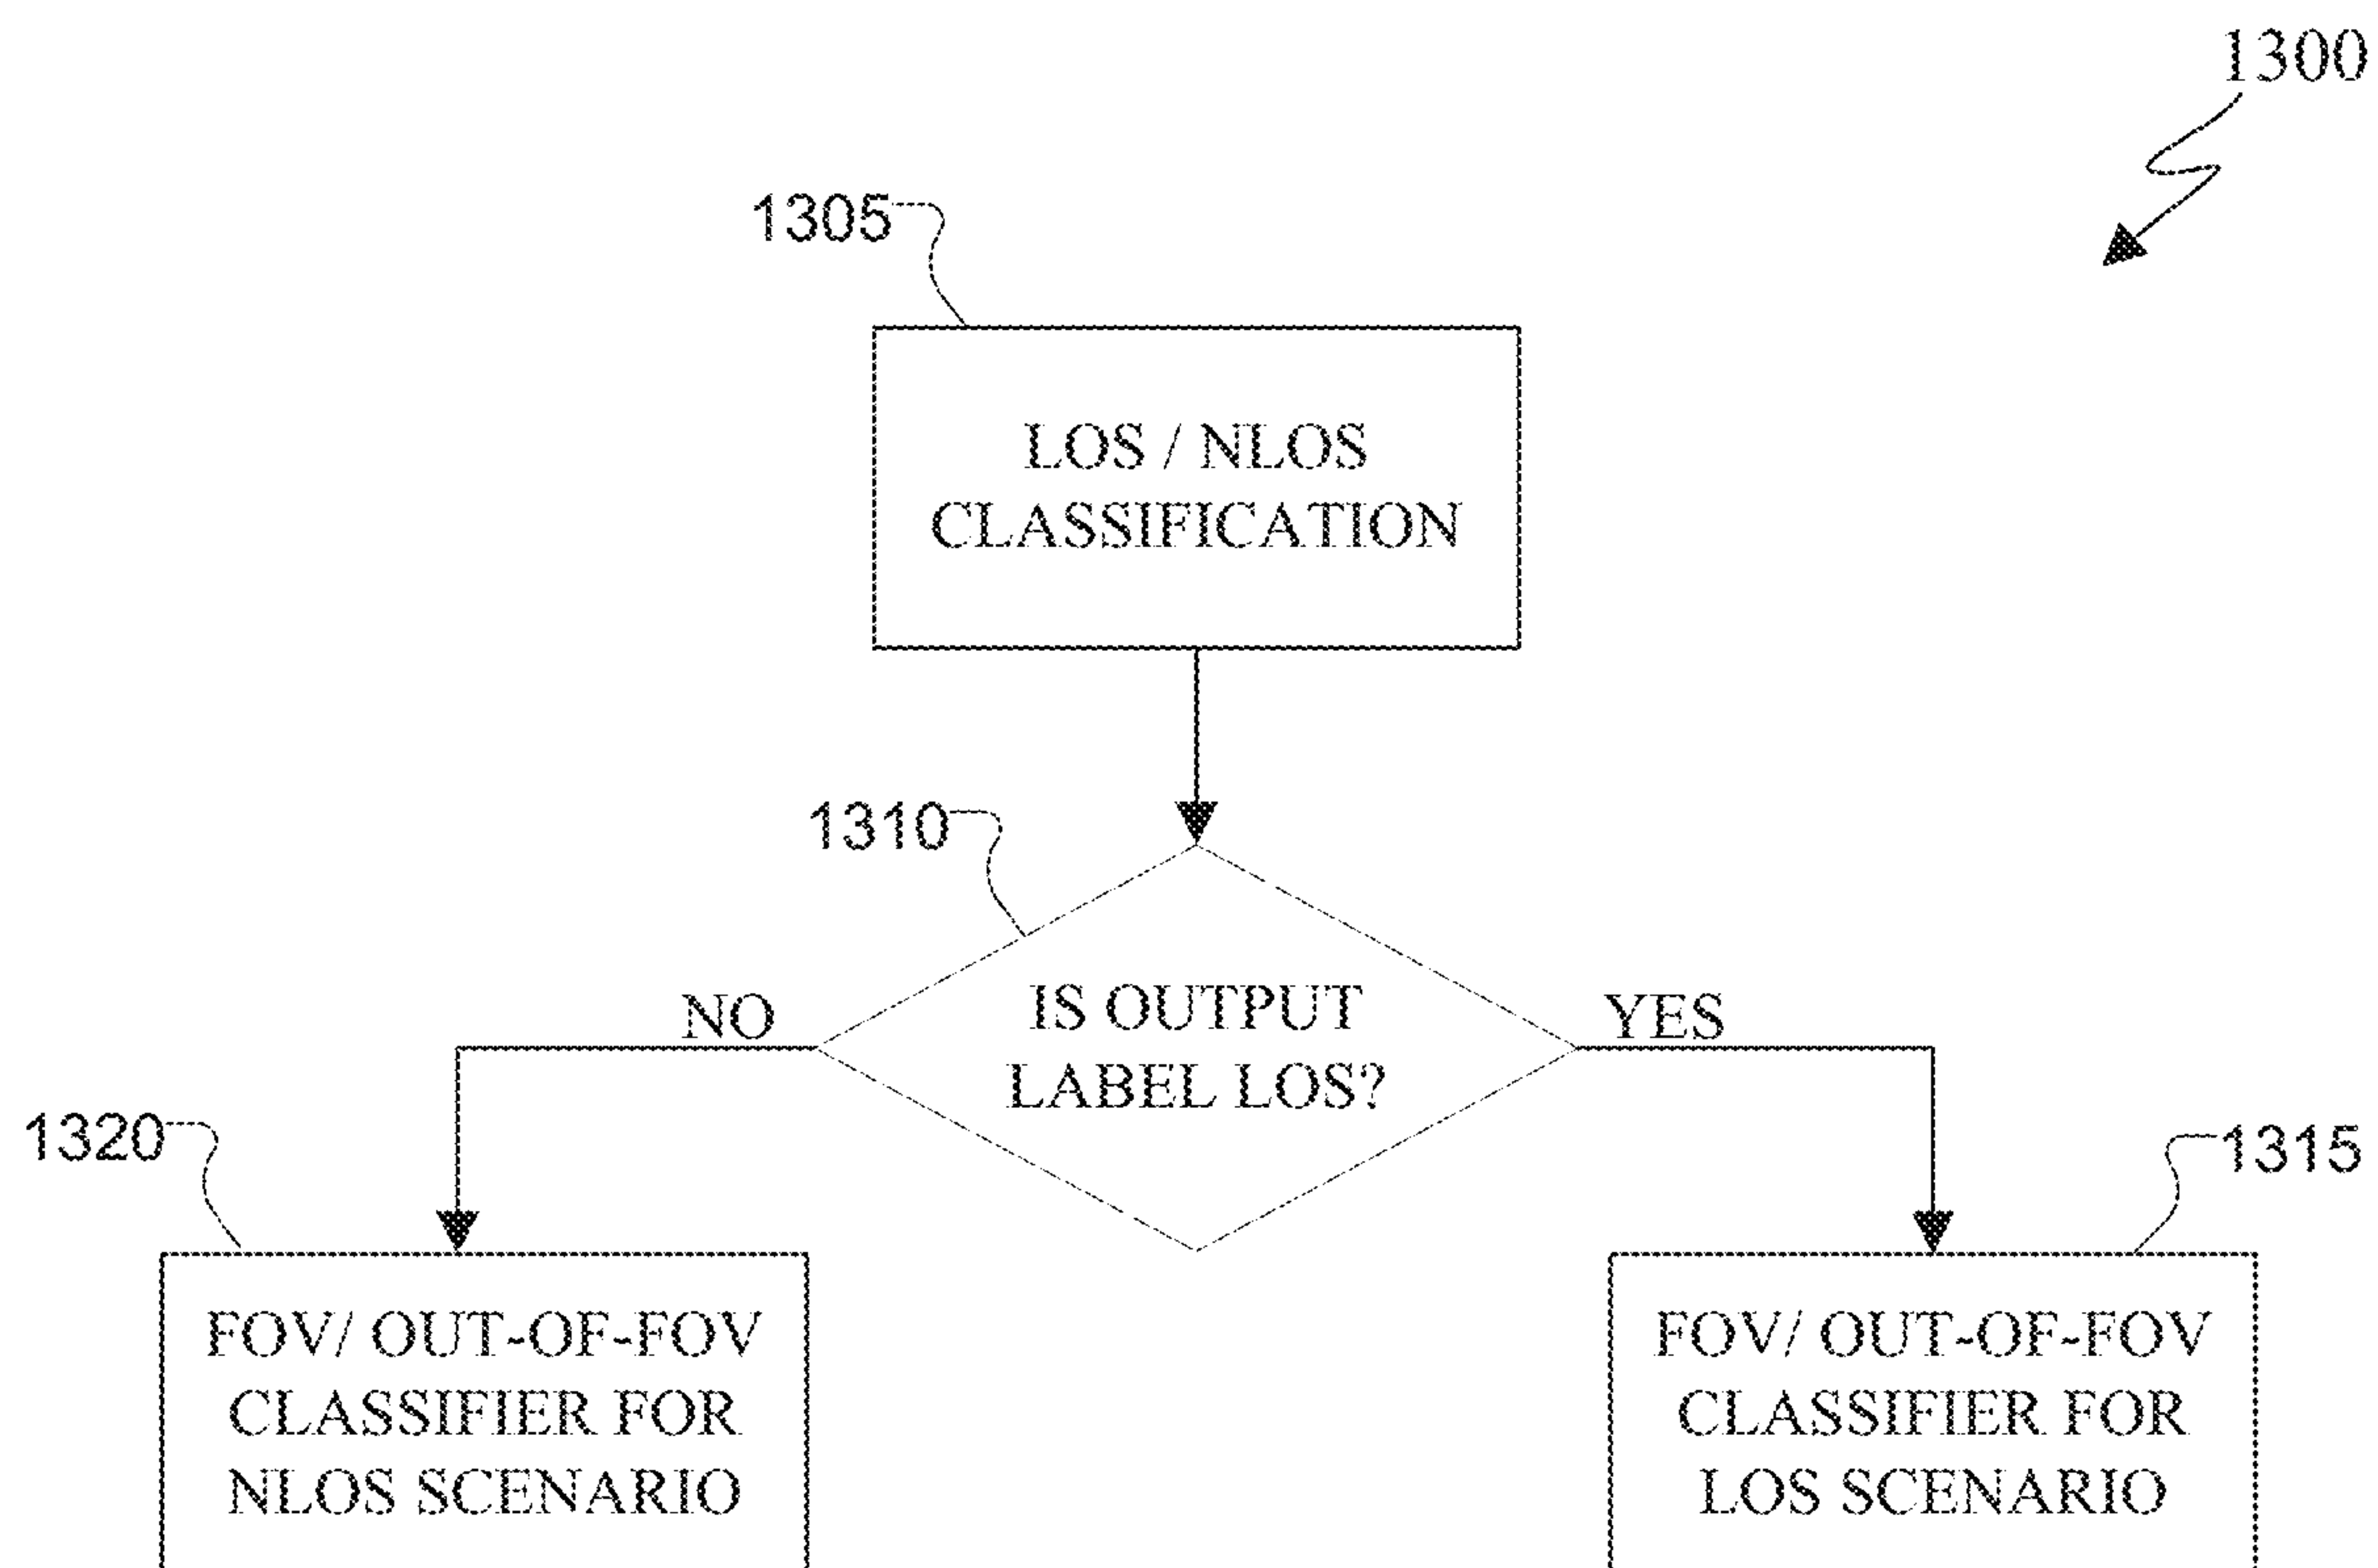 1300
1305
LOS / NLOS
CLASSIFICATION
1310
IS OUTPUT
LABEL LOS?
NO
YES
1320
1315
FOV/ OUT-OF-FOV
CLASSIFIER FOR
NLOS SCENARIO
FOV/ OUT-OF-FOV
CLASSIFIER FOR
LOS SCENARIO